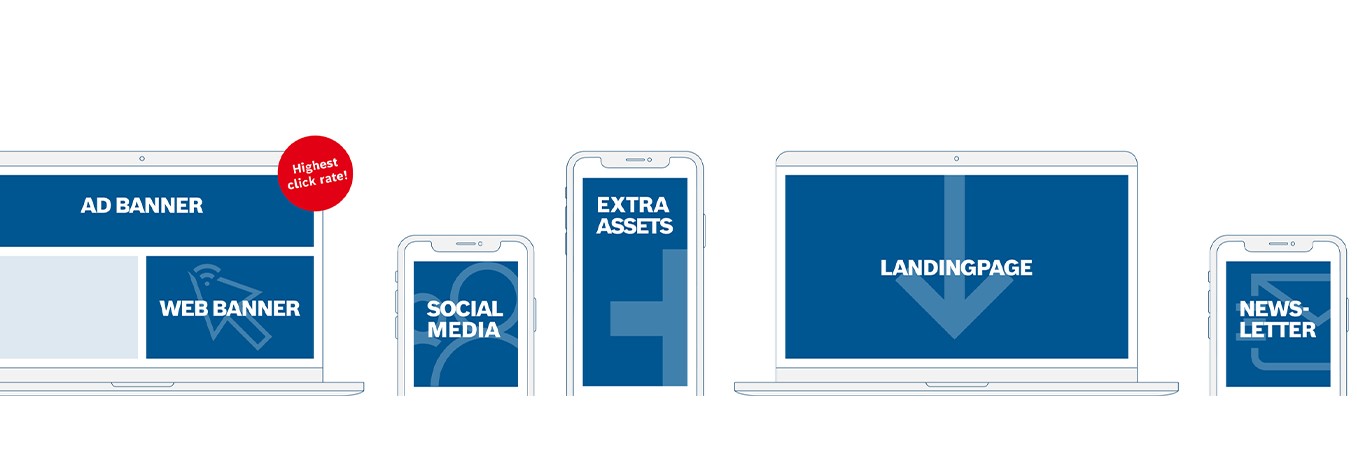 Highest
click rate!
AD BANNER
WEB BANNER
SOCIAL
MEDIA
EXTRA
ASSETS
LANDINGPAGE
NEWS-
LETTER